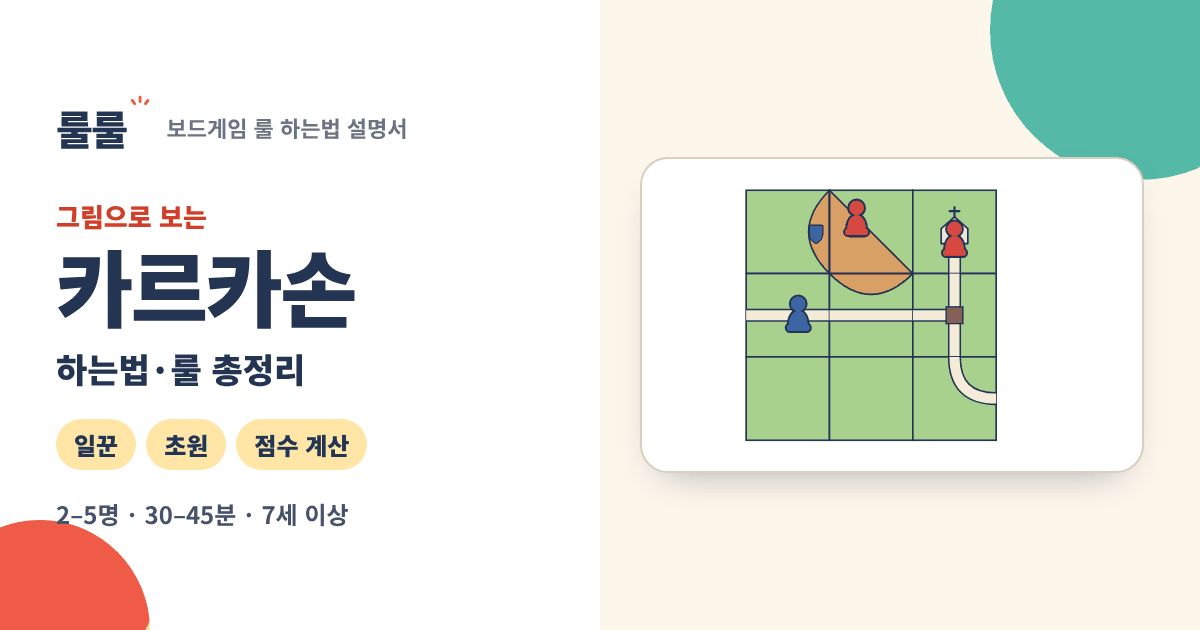 룰룰 보드게임 룰 하는법 설명서
그림으로 보는
카르카손
하는법·룰 총정리
일꾼 초원 점수 계산
2–5명 · 30–45분 · 7세 이상